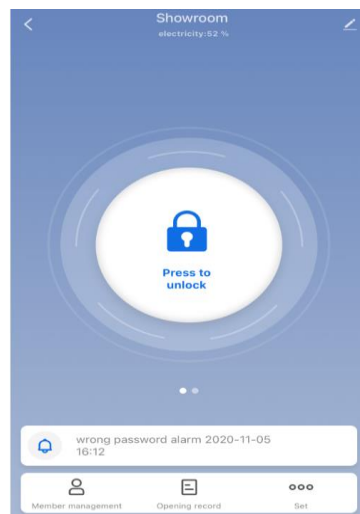 Showroom
electricity:52 %
Press to
unlock
wrong password alarm 2020-11-05
16:12
Member management
Opening record
Set